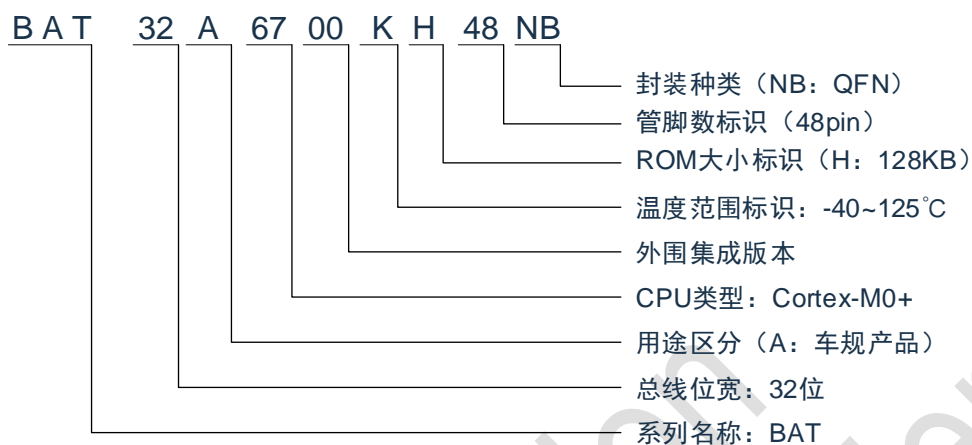 BAT 32 A 67 00 K H 48 NB
封装种类（NB：QFN）
管脚数标识（48pin）
ROM大小标识（H：128KB）
温度范围标识：-40~125℃
外围集成版本
CPU类型：Cortex-M0+
用途区分（A：车规产品）
总线位宽：32位
系列名称：BAT